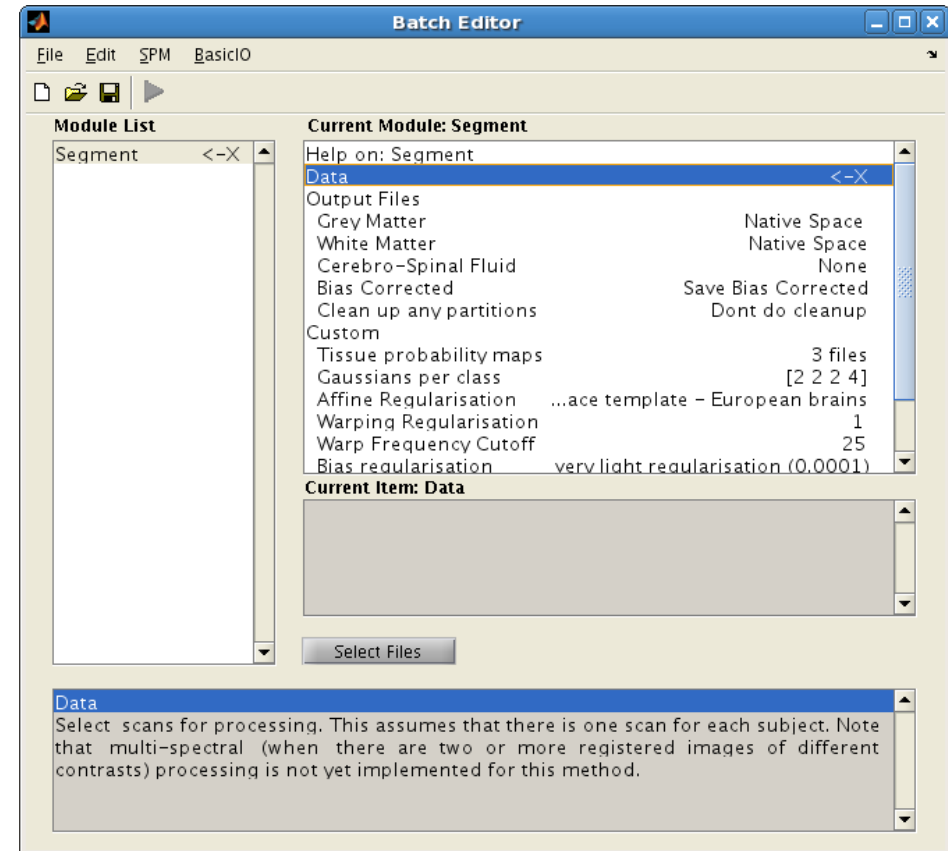 Batch Editor
File Edit SPM BasicIO
Module List
Current Module: Segment
Segment <-X
Help on: Segment
Data <-X
Output Files
Grey Matter Native Space
White Matter Native Space
Cerebro-Spinal Fluid None
Bias Corrected Save Bias Corrected
Clean up any partitions Dont do cleanup
Custom
Tissue probability maps 3 files
Gaussians per class [2 2 2 4]
Affine Regularisation ...ace template - European brains
Warping Regularisation 1
Warp Frequency Cutoff 25
Bias regularisation very light regularisation (0.0001)
Current Item: Data
Select Files
Data
Select scans for processing. This assumes that there is one scan for each subject. Note
that multi-spectral (when there are two or more registered images of different
contrasts) processing is not yet implemented for this method.